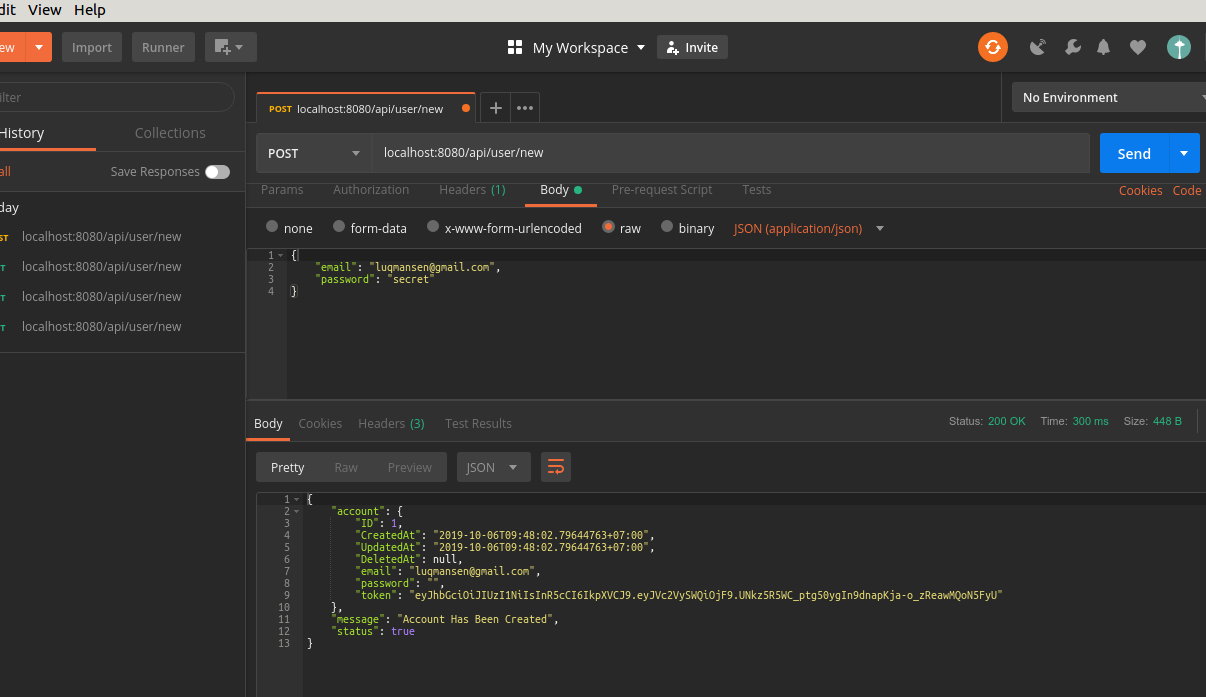 dit View Help
ew Import Runner My Workspace Invite
ilter
History Collections
all Save Responses
day
ST localhost:8080/api/user/new
T localhost:8080/api/user/new
T localhost:8080/api/user/new
T localhost:8080/api/user/new
POST localhost:8080/api/user/new + ••• No Environment
POST localhost:8080/api/user/new Send
Params Authorization Headers (1) Body Pre-request Script Tests Cookies Code
none form-data x-www-form-urlencoded raw binary JSON (application/json)
1 {
2 "email": "luqmansen@gmail.com",
3 "password": "secret"
4 }
Body Cookies Headers (3) Test Results Status: 200 OK Time: 300 ms Size: 448 B
Pretty Raw Preview JSON
1 {
2 "account": {
3 "ID": 1,
4 "CreatedAt": "2019-10-06T09:48:02.79644763+07:00",
5 "UpdatedAt": "2019-10-06T09:48:02.79644763+07:00",
6 "DeletedAt": null,
7 "email": "luqmansen@gmail.com",
8 "password": "",
9 "token": "eyJhbGciOiJIUzI1NiIsInR5cCI6IkpXVCJ9.eyJVc2VySWQiOjF9.UNkz5R5WC_ptg50ygIn9dnapKja-o_zReawMQoN5FyU"
10 },
11 "message": "Account Has Been Created",
12 "status": true
13 }